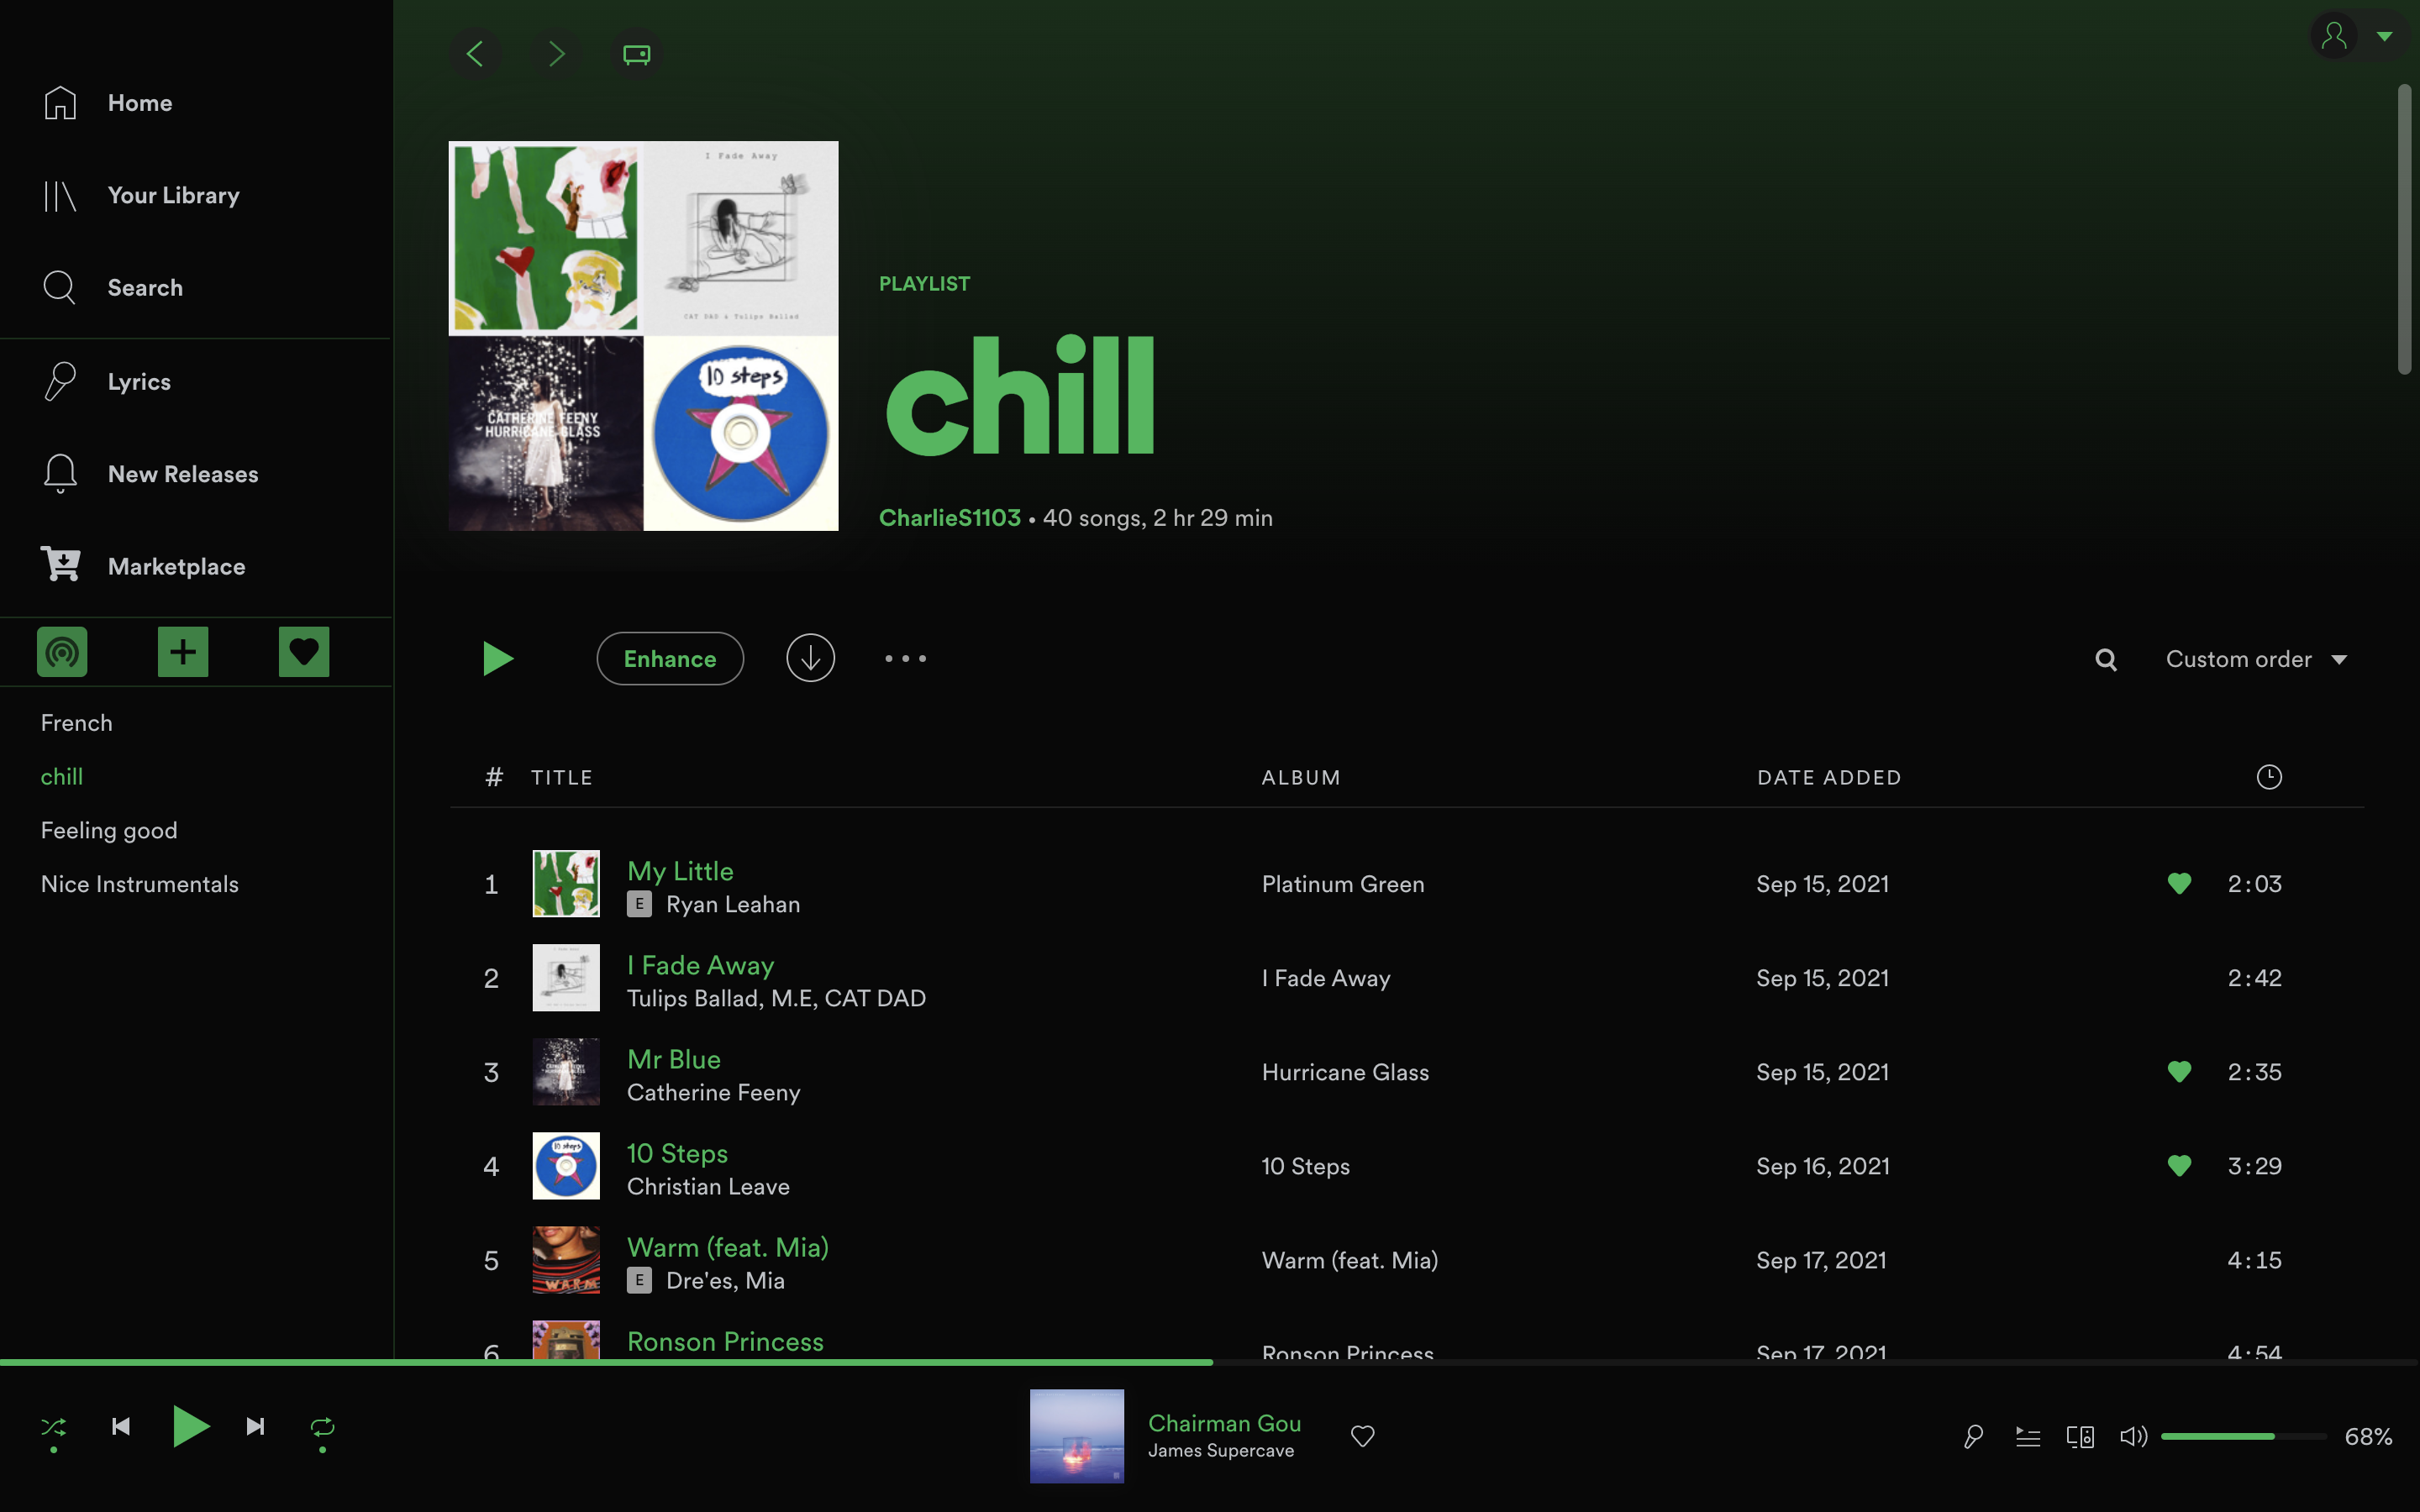 Home
Your Library
Search
Lyrics
New Releases
Marketplace
French
chill
Feeling good
Nice Instrumentals
I Fade Away
CAT DAD & Tulips Ballad
CATHERINE FEENY
HURRICANE GLASS
10 steps
PLAYLIST
chill
CharlieS1103 • 40 songs, 2 hr 29 min
Enhance
Custom order
# TITLE ALBUM DATE ADDED
1 My Little Platinum Green Sep 15, 2021 2:03
E Ryan Leahan
2 I Fade Away I Fade Away Sep 15, 2021 2:42
Tulips Ballad, M.E, CAT DAD
3 Mr Blue Hurricane Glass Sep 15, 2021 2:35
Catherine Feeny
4 10 Steps 10 Steps Sep 16, 2021 3:29
Christian Leave
10 steps
5 Warm (feat. Mia) Warm (feat. Mia) Sep 17, 2021 4:15
E Dre'es, Mia
WARM
6 Ronson Princess Ronson Princess Sep 17, 2021 4:54
Chairman Gou
James Supercave
68%